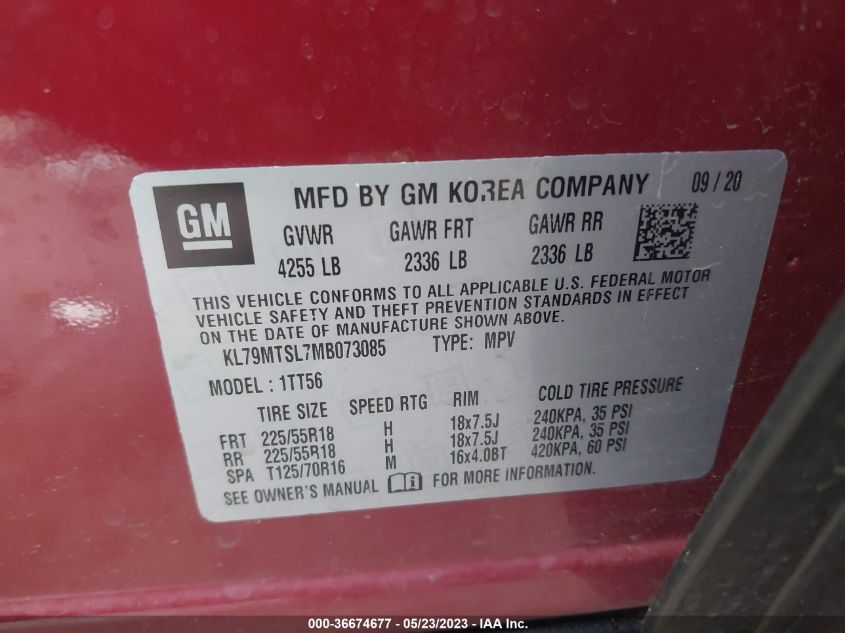 GM
MFD BY GM KOREA COMPANY 09/20
GVWR GAWR FRT GAWR RR
4255 LB 2336 LB 2336 LB
THIS VEHICLE CONFORMS TO ALL APPLICABLE U.S. FEDERAL MOTOR
VEHICLE SAFETY AND THEFT PREVENTION STANDARDS IN EFFECT
ON THE DATE OF MANUFACTURE SHOWN ABOVE.
KL79MTSL7MB073085 TYPE: MPV
MODEL : 1TT56
TIRE SIZE SPEED RTG RIM COLD TIRE PRESSURE
FRT 225/55R18 H 18x7.5J 240KPA, 35 PSI
RR 225/55R18 H 18x7.5J 240KPA, 35 PSI
SPA T125/70R16 M 16x4.0BT 420KPA, 60 PSI
SEE OWNER'S MANUAL FOR MORE INFORMATION.
000-36674677 - 05/23/2023 - IAA Inc.